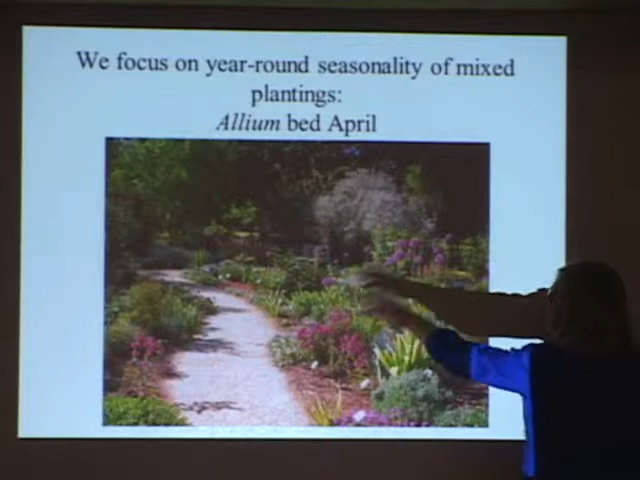 We focus on year-round seasonality of mixed
plantings:
Allium bed April